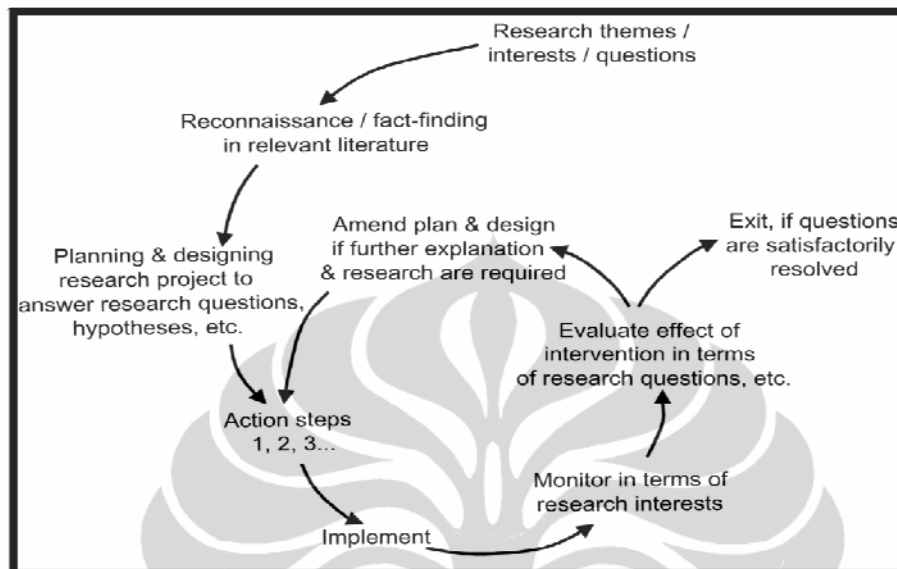 Research themes /
interests / questions
Reconnaissance / fact-finding
in relevant literature
Planning & designing
research project to
answer research questions,
hypotheses, etc.
Amend plan & design
if further explanation
& research are required
Exit, if questions
are satisfactorily
resolved
Evaluate effect of
intervention in terms
of research questions, etc.
Action steps
1, 2, 3...
Monitor in terms of
research interests
Implement